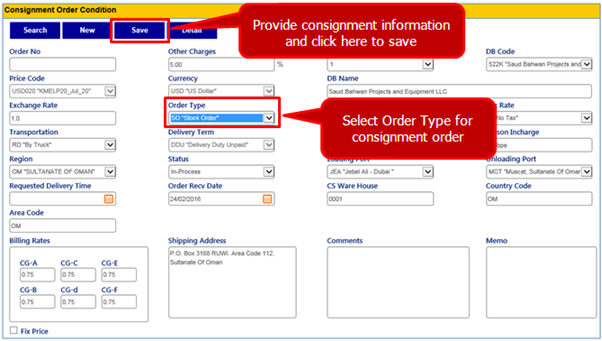 Consignment Order Condition
Search New Save Detail
Provide consignment information
and click here to save
Order No Other Charges DB Code
5.00 % 1 522K "Saud Bahwan Projects and
Price Code Currency DB Name
USD020 "KMELP20_Jul_20" USD "US Dollar" Saud Bahwan Projects and Equipment LLC
Exchange Rate Order Type Rate
1.0 SO "Stock Order" No Tax"
Select Order Type for
consignment order
Transportation Delivery Term Incharge
RD "By Truck" DDU "Delivery Duty Unpaid"
Region Status Loading Port Unloading Port
OM "SULTANATE OF OMAN" In-Process JEA "Jebel Ali - Dubai " MCT "Muscat, Sultanate Of Oman
Requested Delivery Time Order Recv Date CS Ware House Country Code
24/02/2016 0001 OM
Area Code
OM
Billing Rates Shipping Address Comments Memo
CG-A CG-C CG-E
0.75 0.75 0.75
CG-B CG-d CG-F
0.75 0.75 0.75
P.O. Box 3168 RUWI. Area Code 112.
Sultanate Of Oman
Fix Price